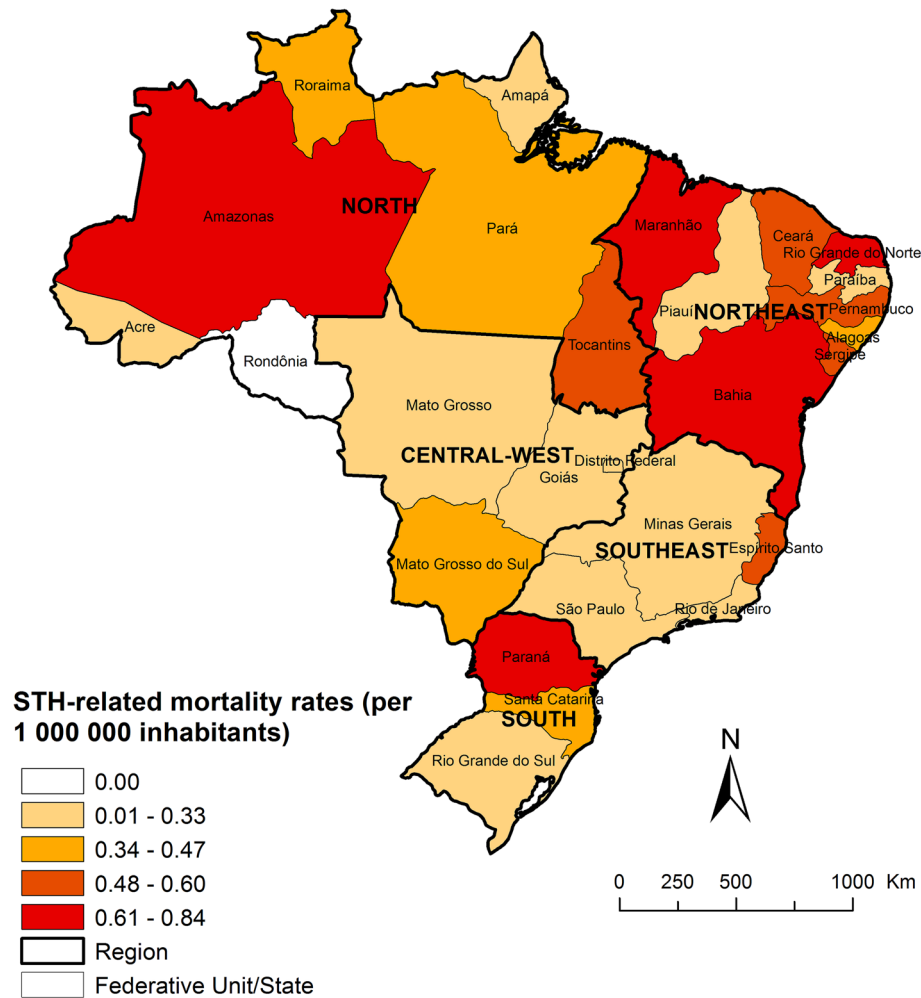 Roraima
Amapá
Amazonas
NORTH
Pará
Maranhão
Ceará
Rio Grande do Norte
Paraíba
Piauí
NORTHEAST
Pernambuco
Acre
Rondônia
Tocantins
Alagoas
Sergipe
Bahia
Mato Grosso
CENTRAL-WEST
Distrito Federal
Goiás
Minas Gerais
SOUTHEAST
Espírito Santo
Mato Grosso do Sul
São Paulo
Rio de Janeiro
Paraná
Santa Catarina
SOUTH
Rio Grande do Sul
STH-related mortality rates (per
1 000 000 inhabitants)
0.00
0.01 - 0.33
0.34 - 0.47
0.48 - 0.60
0.61 - 0.84
Region
Federative Unit/State
N
0 250 500 1000 Km